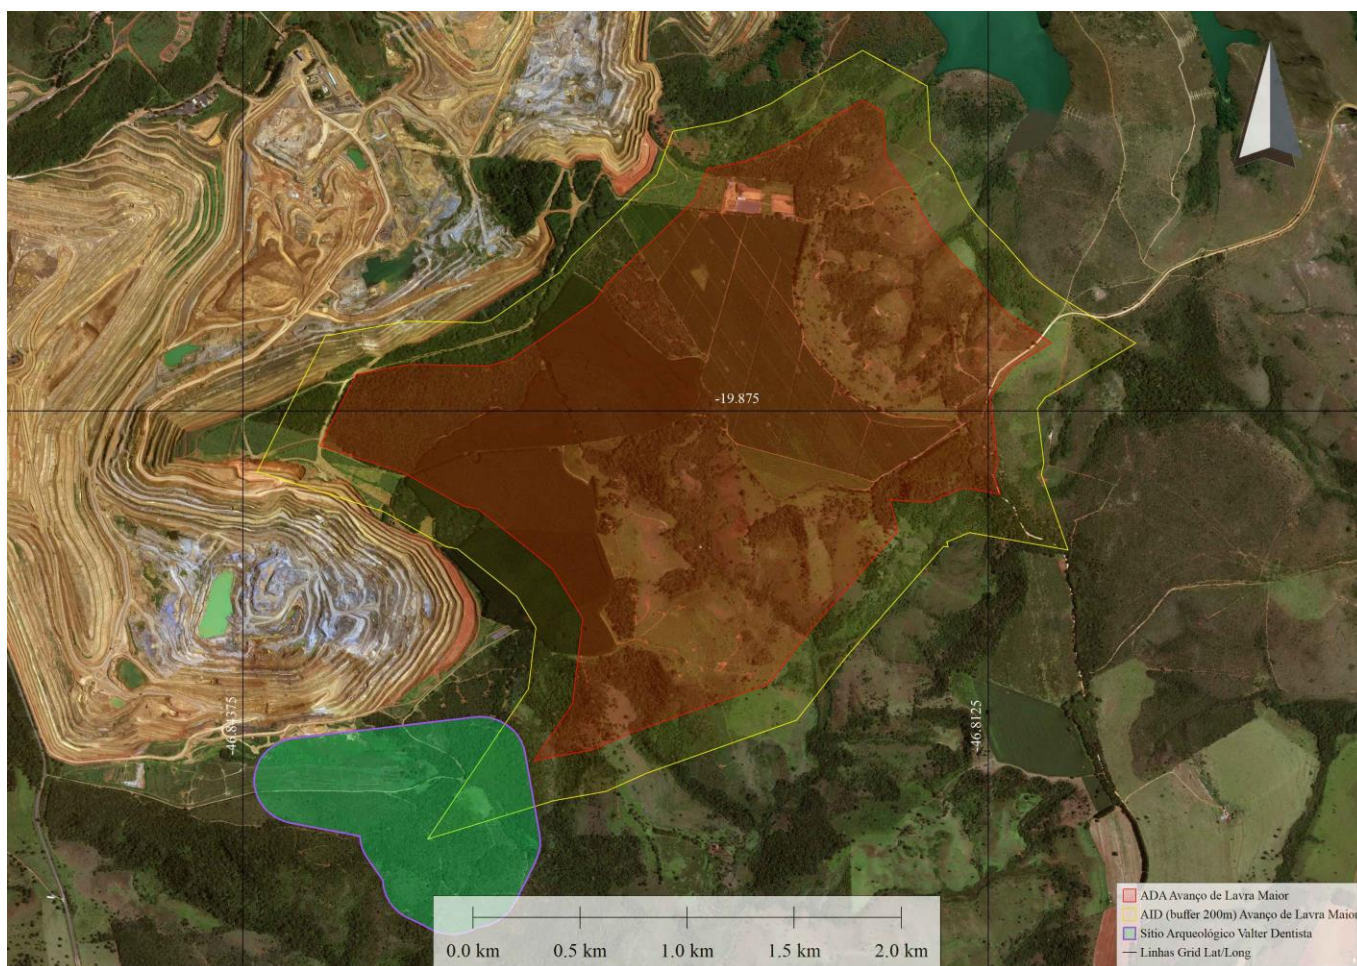 -19.875
-46.84375
-46.8125
0.0 km 0.5 km 1.0 km 1.5 km 2.0 km
ADA Avanço de Lavra Maior
AID (buffer 200m) Avanço de Lavra Maior
Sítio Arqueológico Valter Dentista
Linhas Grid Lat/Long